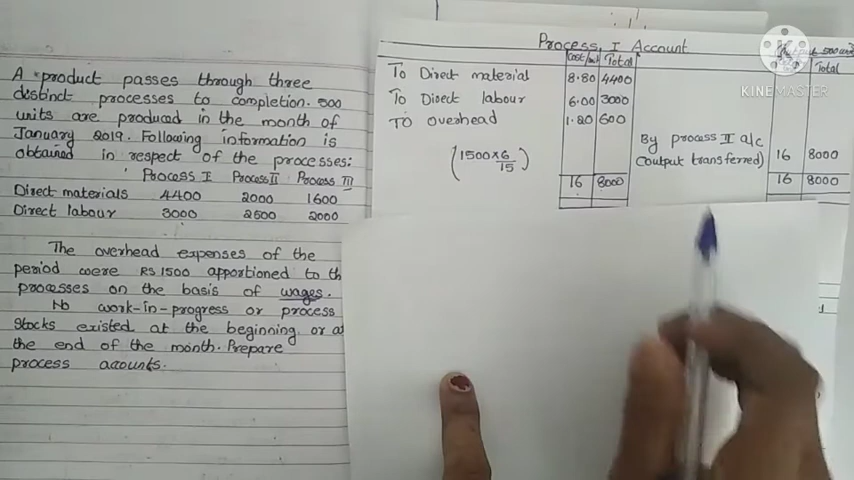 A product passes through three
distinct processes to completion. 500
units are produced in the month of
January 2019. Following information is
obtained in respect of the processes:
Process I Process II Process III
Direct materials 4400 2000 1600
Direct labour 3000 2500 2000
The overhead expenses of the
period were RS 1500 apportioned to th
processes on the basis of wages.
No work-in-progress or process
stocks existed at the beginning or a
the end of the month. Prepare
process accounts.
Process I Account
Cost/unit Total
Total
To Direct material 8.80 4400
To Direct labour 6.00 3000
To overhead 1.20 600
(1500×6/15)
By process II a/c
(output transferred) 16 8000
16 8000
16 8000
KINEMASTER